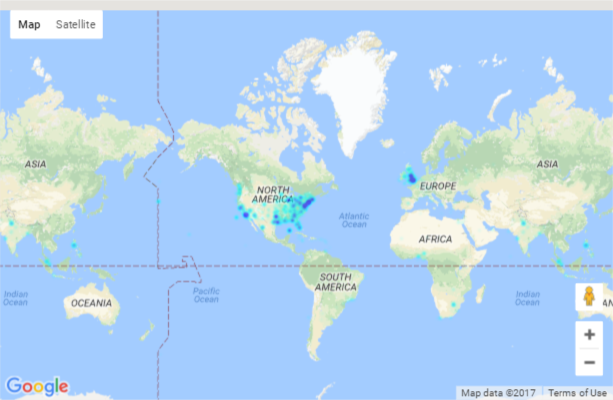 Map Satellite
ASIA
NORTH
AMERICA
EUROPE
ASIA
Atlantic
Ocean
AFRICA
SOUTH
AMERICA
Indian
Ocean
OCEANIA
Pacific
Ocean
Indian
Ocean
AN
+
−
Google
Map data ©2017
Terms of Use